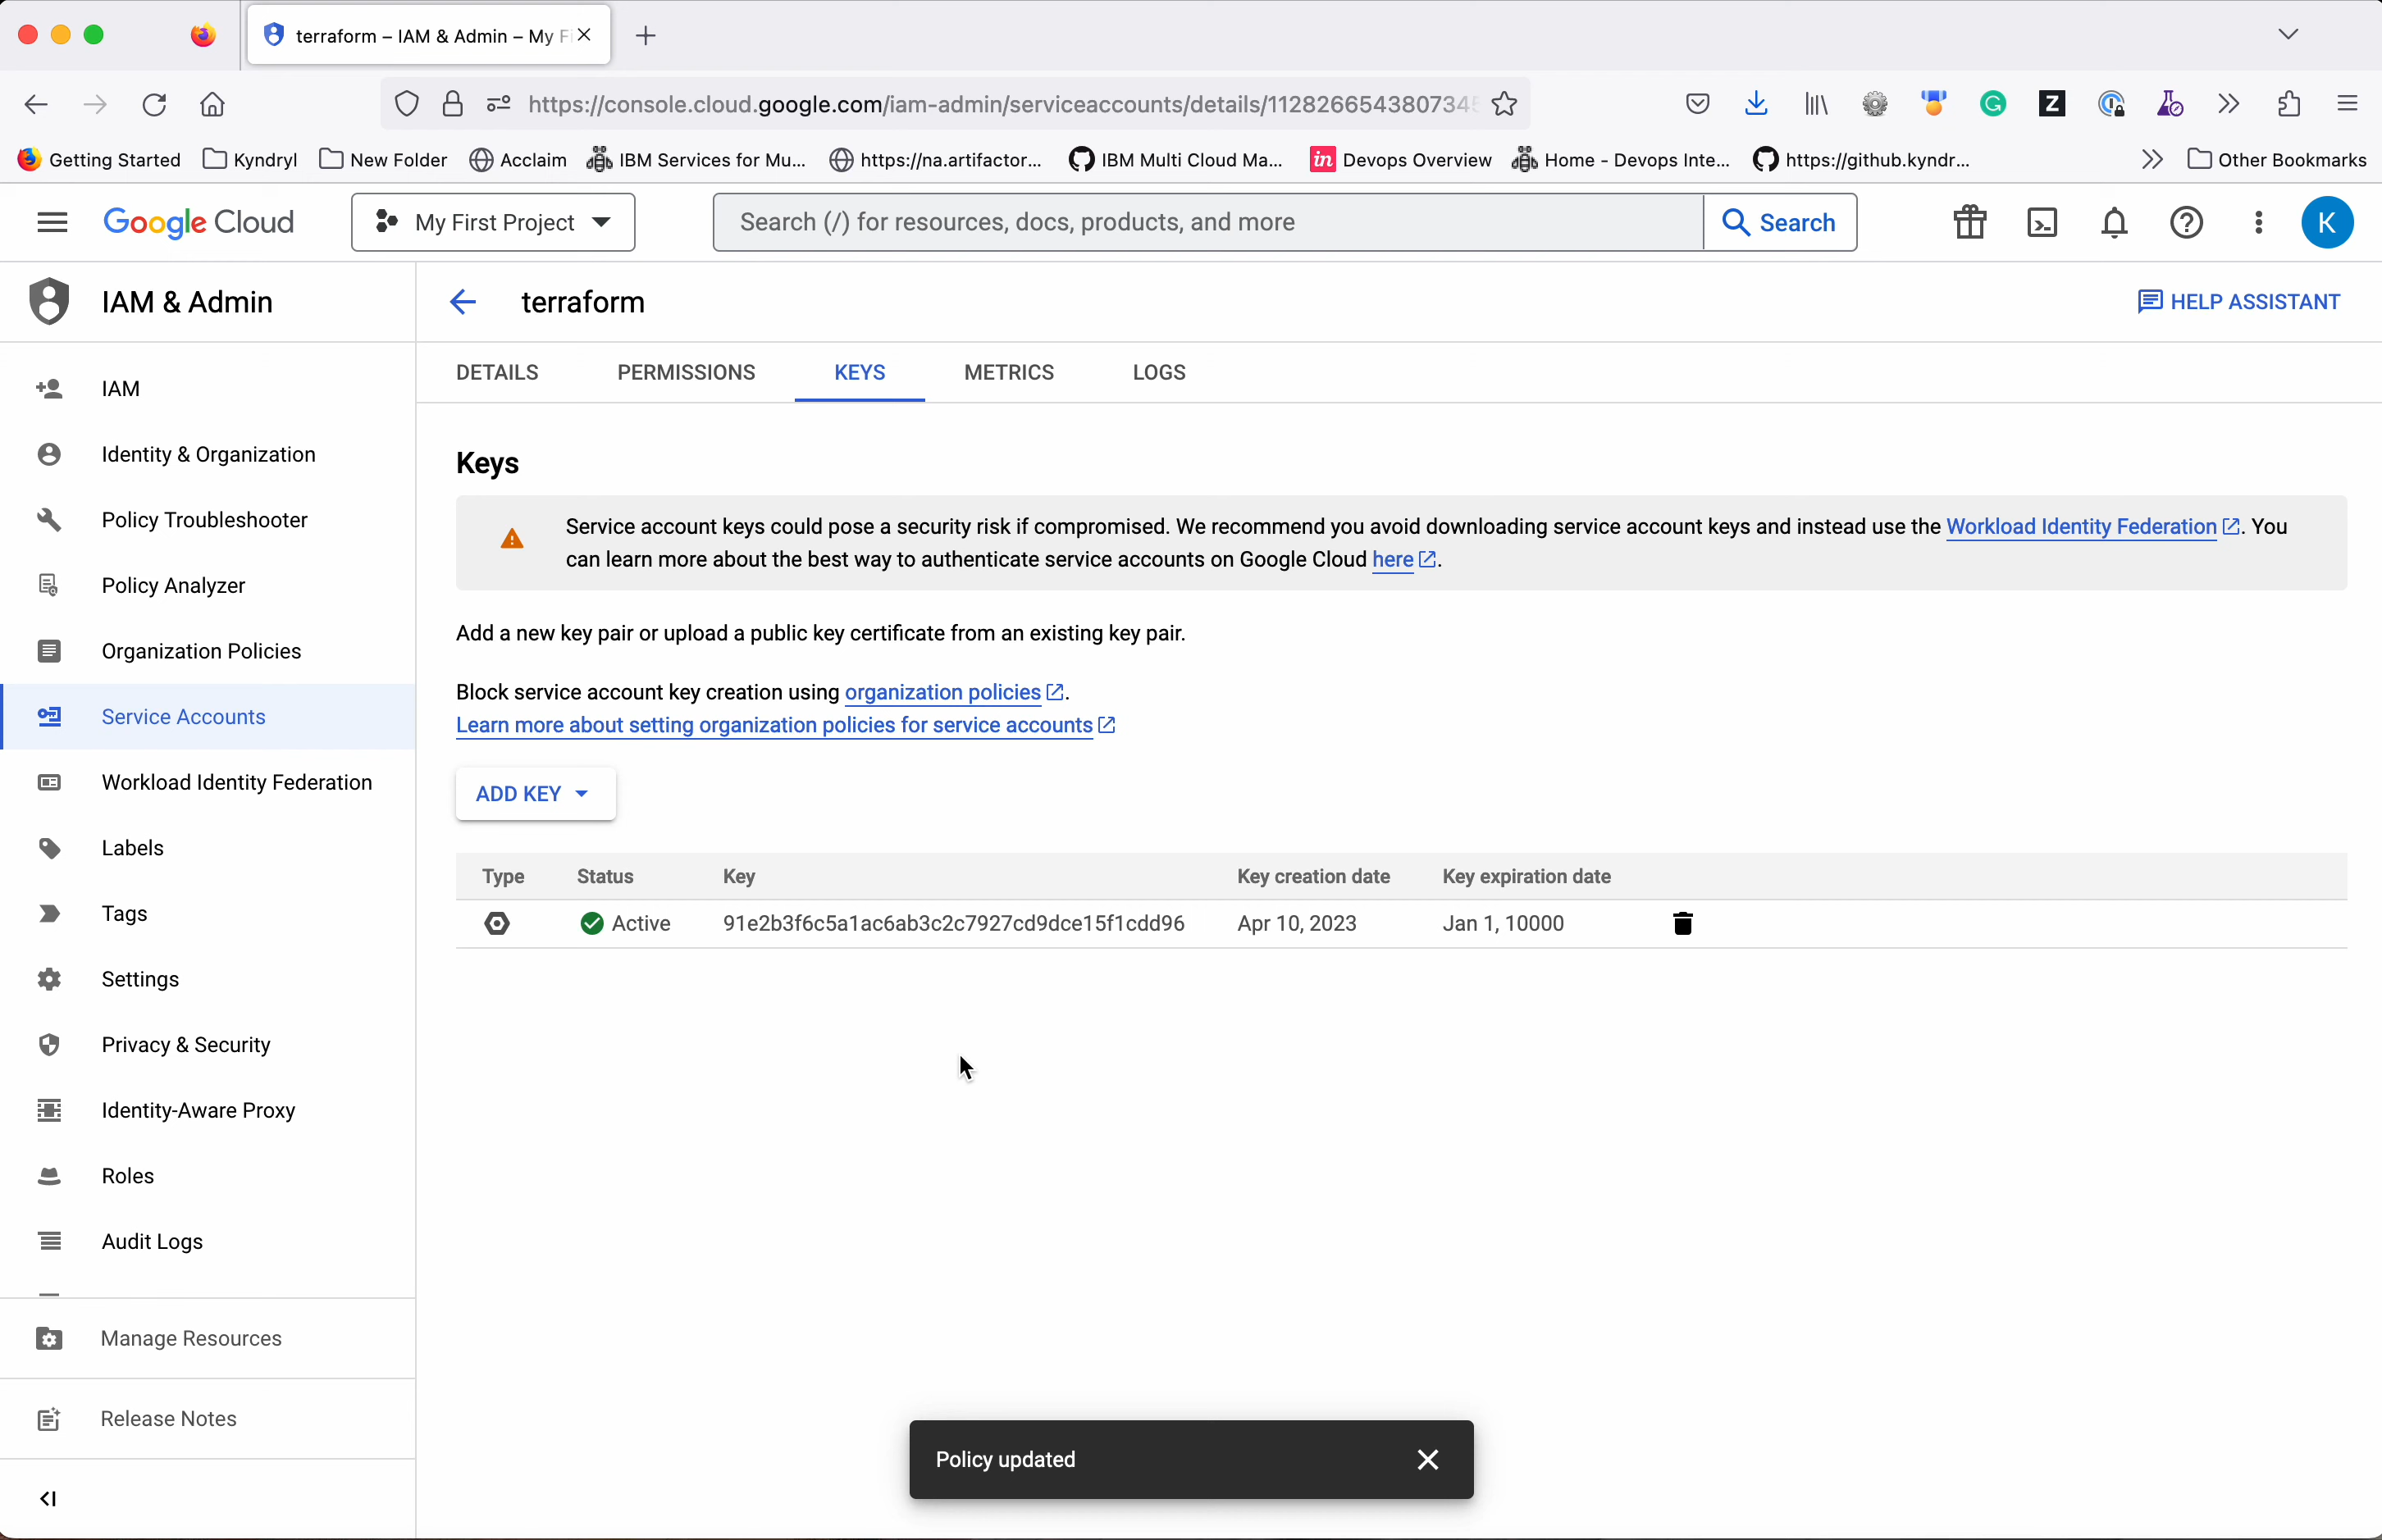 terraform – IAM & Admin – My Fi
https://console.cloud.google.com/iam-admin/serviceaccounts/details/11282665438073
Getting Started
Kyndryl
New Folder
Acclaim
IBM Services for Mu...
https://na.artifactor...
IBM Multi Cloud Ma...
in
Devops Overview
Home - Devops Inte...
https://github.kyndr...
Other Bookmarks
Google Cloud
My First Project
Search (/) for resources, docs, products, and more
Search
K
IAM & Admin
terraform
HELP ASSISTANT
IAM
Identity & Organization
Policy Troubleshooter
Policy Analyzer
Organization Policies
Service Accounts
Workload Identity Federation
Labels
Tags
Settings
Privacy & Security
Identity-Aware Proxy
Roles
Audit Logs
Manage Resources
Release Notes
DETAILS
PERMISSIONS
KEYS
METRICS
LOGS
Keys
Service account keys could pose a security risk if compromised. We recommend you avoid downloading service account keys and instead use the Workload Identity Federation. You
can learn more about the best way to authenticate service accounts on Google Cloud here.
Add a new key pair or upload a public key certificate from an existing key pair.
Block service account key creation using organization policies.
Learn more about setting organization policies for service accounts
ADD KEY
Type Status Key Key creation date Key expiration date
Active 91e2b3f6c5a1ac6ab3c2c7927cd9dce15f1cdd96 Apr 10, 2023 Jan 1, 10000
Policy updated